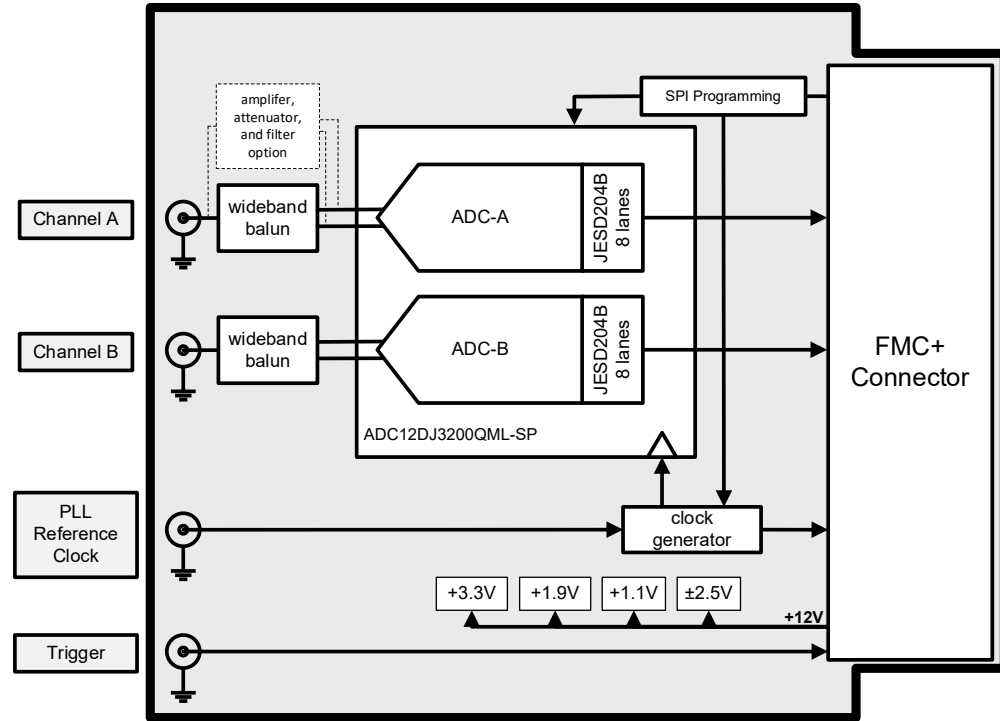 amplifer,
attenuator,
and filter
option
SPI Programming
Channel A
wideband
balun
ADC-A
JESD204B
8 lanes
Channel B
wideband
balun
ADC-B
JESD204B
8 lanes
ADC12DJ3200QML-SP
FMC+
Connector
PLL
Reference
Clock
clock
generator
+3.3V
+1.9V
+1.1V
±2.5V
+12V
Trigger